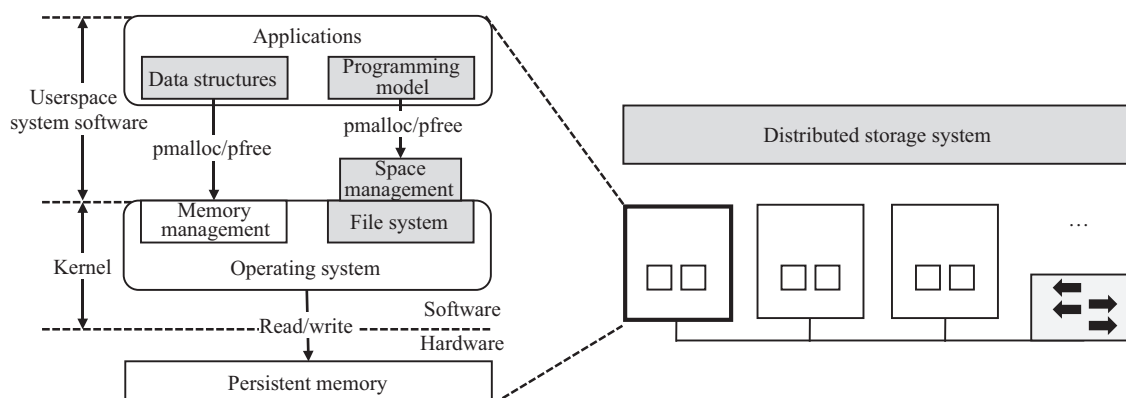 Applications
Data structures
Programming
model
Userspace
system software
pmalloc/pfree
pmalloc/pfree
Space
management
Memory
management
File system
Kernel
Operating system
Software
Read/write
Hardware
Persistent memory
Distributed storage system
...